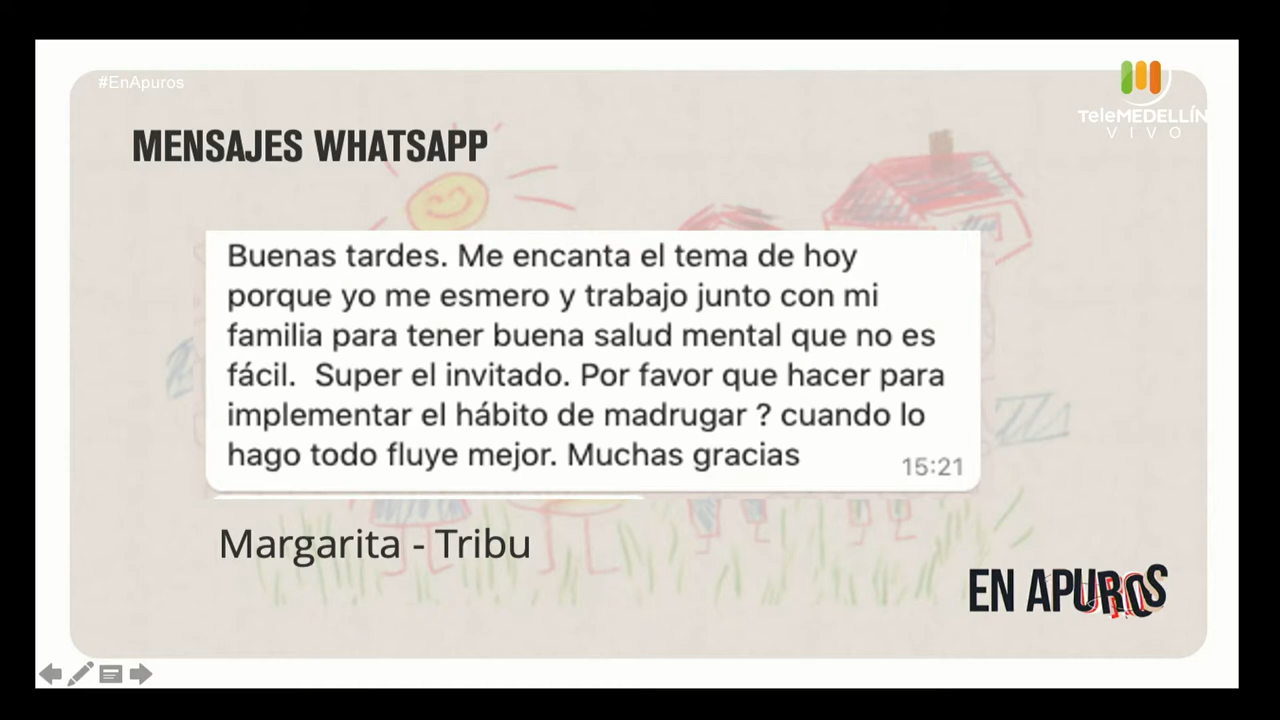 #EnApuros
TeleMEDELLÍN
VIVO
MENSAJES WHATSAPP
Buenas tardes. Me encanta el tema de hoy
porque yo me esmero y trabajo junto con mi
familia para tener buena salud mental que no es
fácil.  Super el invitado. Por favor que hacer para
implementar el hábito de madrugar ? cuando lo
hago todo fluye mejor. Muchas gracias
15:21
Margarita - Tribu
EN APUROS